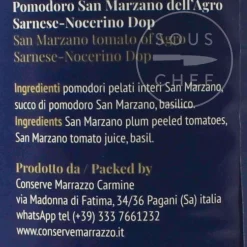 Pomodoro San Marzano dell'Agro
Sarnese-Nocerino Dop
San Marzano tomato of Agro
Sarnese-Nocerino Dop
SOUS
CHEF
Ingredienti pomodori pelati interi San Marzano,
succo di pomodoro San Marzano, basilico.
Ingredients San Marzano plum peeled tomatoes,
San Marzano tomato juice, basil.
Prodotto da / Packed by
Conserve Marrazzo Carmine
via Madonna di Fatima, 34/36 Pagani (Sa) italia
whatsApp tel (+39) 333 7661232
www.conservemarrazzo.it